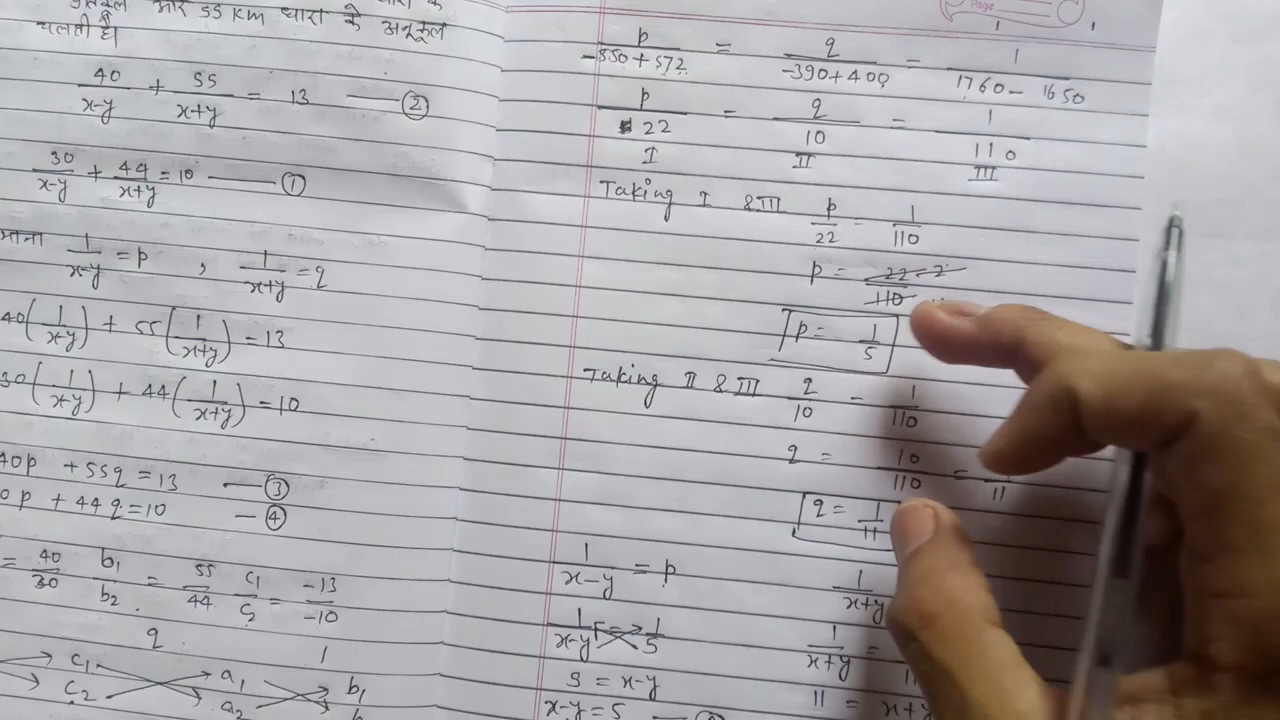 और 55 KM धारा के अनुकूल
चलती है।
40/(x-y) + 55/(x+y) = 13 — ②
30/(x-y) + 44/(x+y) = 10 — ①
माना 1/(x-y) = p , 1/(x+y) = q
40(1/(x-y)) + 55(1/(x+y)) = 13
30(1/(x-y)) + 44(1/(x+y)) = 10
40p + 55q = 13 — ③
0p + 44q = 10 — ④
= 40/30 b₁/b₂ = 55/44 c₁/c₂ = -13/-10
q 1
c₁ a₁ b₁
c₂ a₂ b
Page
p/(-550+572) = q/(-390+400) = 1/(1760-1650)
p/22 = q/10 = 1/110
I II III
Taking I & III p/22 = 1/110
p = 22/110
p = 1/5
Taking II & III q/10 = 1/110
q = 10/110 = /11
q = 1/11
1/(x-y) = p 1/(x+y)
1/(x-y) = 1/5 1/(x+y) =
5 = x-y 11 = x+y
x-y = 5